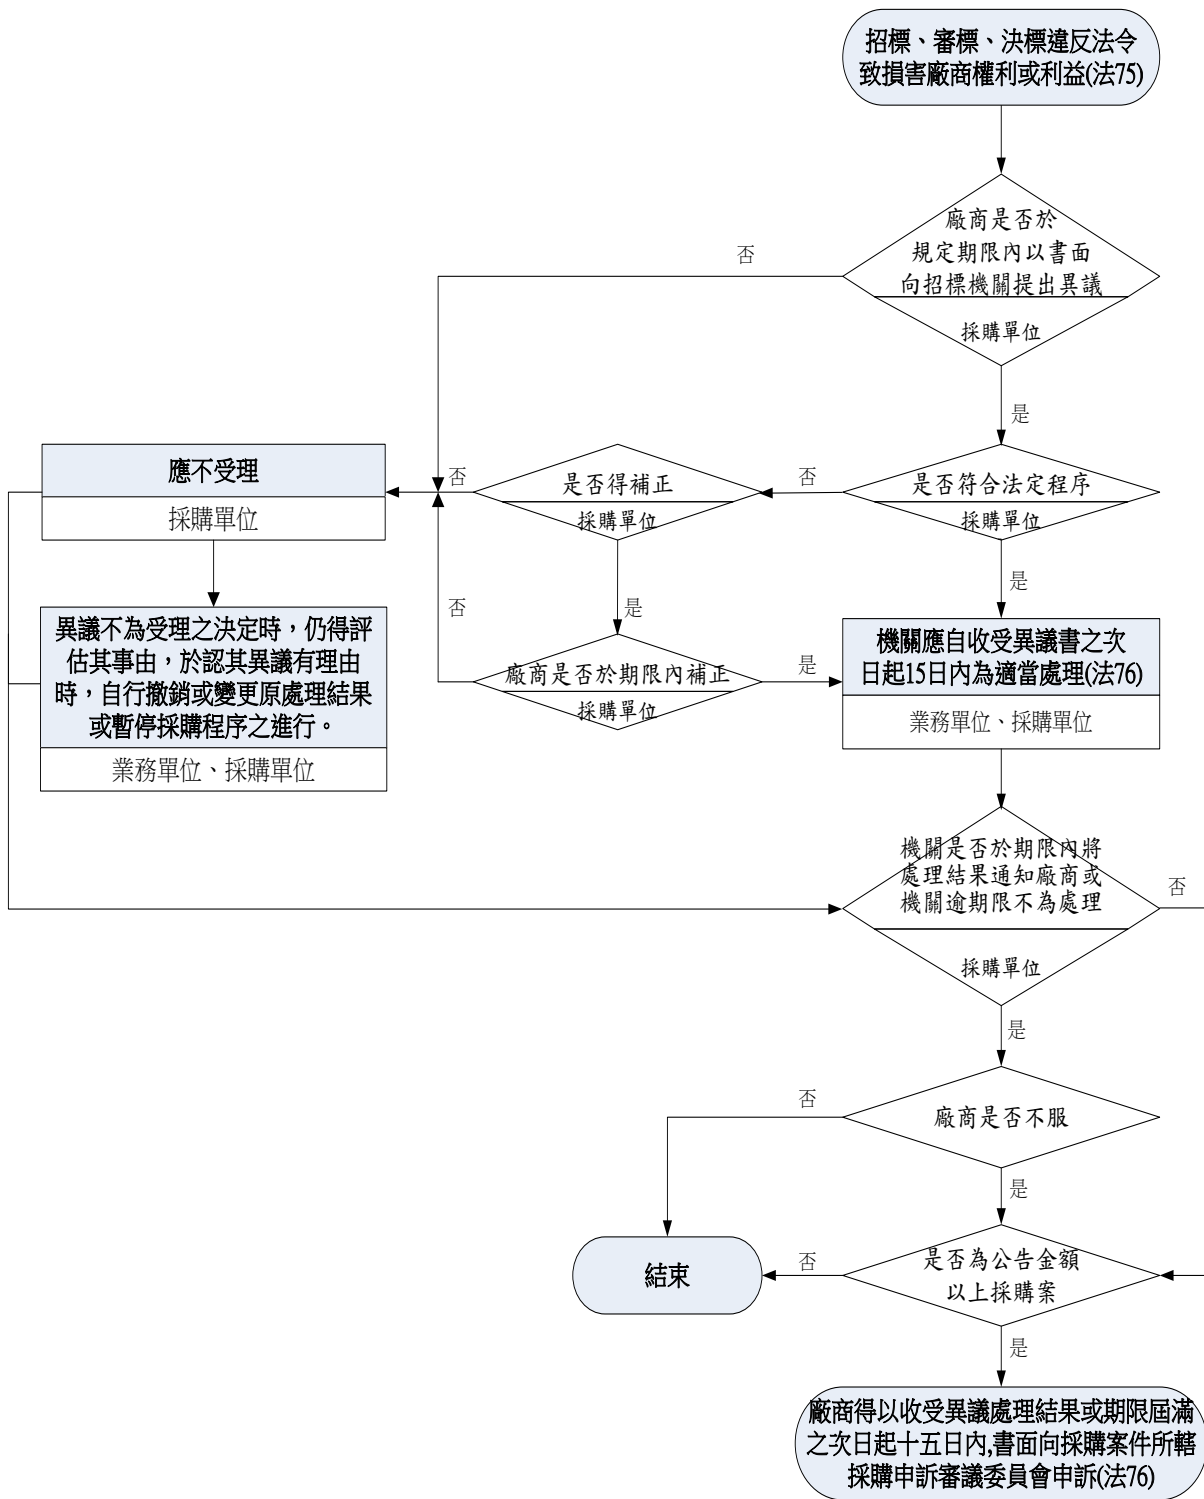 招標、審標、決標違反法令
致損害廠商權利或利益(法75)
廠商是否於
規定期限內以書面
向招標機關提出異議
採購單位
否
是
是否符合法定程序
採購單位
否
是否得補正
採購單位
否
應不受理
採購單位
是
是
否
異議不為受理之決定時，仍得評
估其事由，於認其異議有理由
時，自行撤銷或變更原處理結果
或暫停採購程序之進行。
業務單位、採購單位
廠商是否於期限內補正
採購單位
是
機關應自收受異議書之次
日起15日內為適當處理(法76)
業務單位、採購單位
機關是否於期限內將
處理結果通知廠商或
機關逾期限不為處理
採購單位
否
是
廠商是否不服
否
是
是否為公告金額
以上採購案
否
結束
是
廠商得以收受異議處理結果或期限屆滿
之次日起十五日內,書面向採購案件所轄
採購申訴審議委員會申訴(法76)